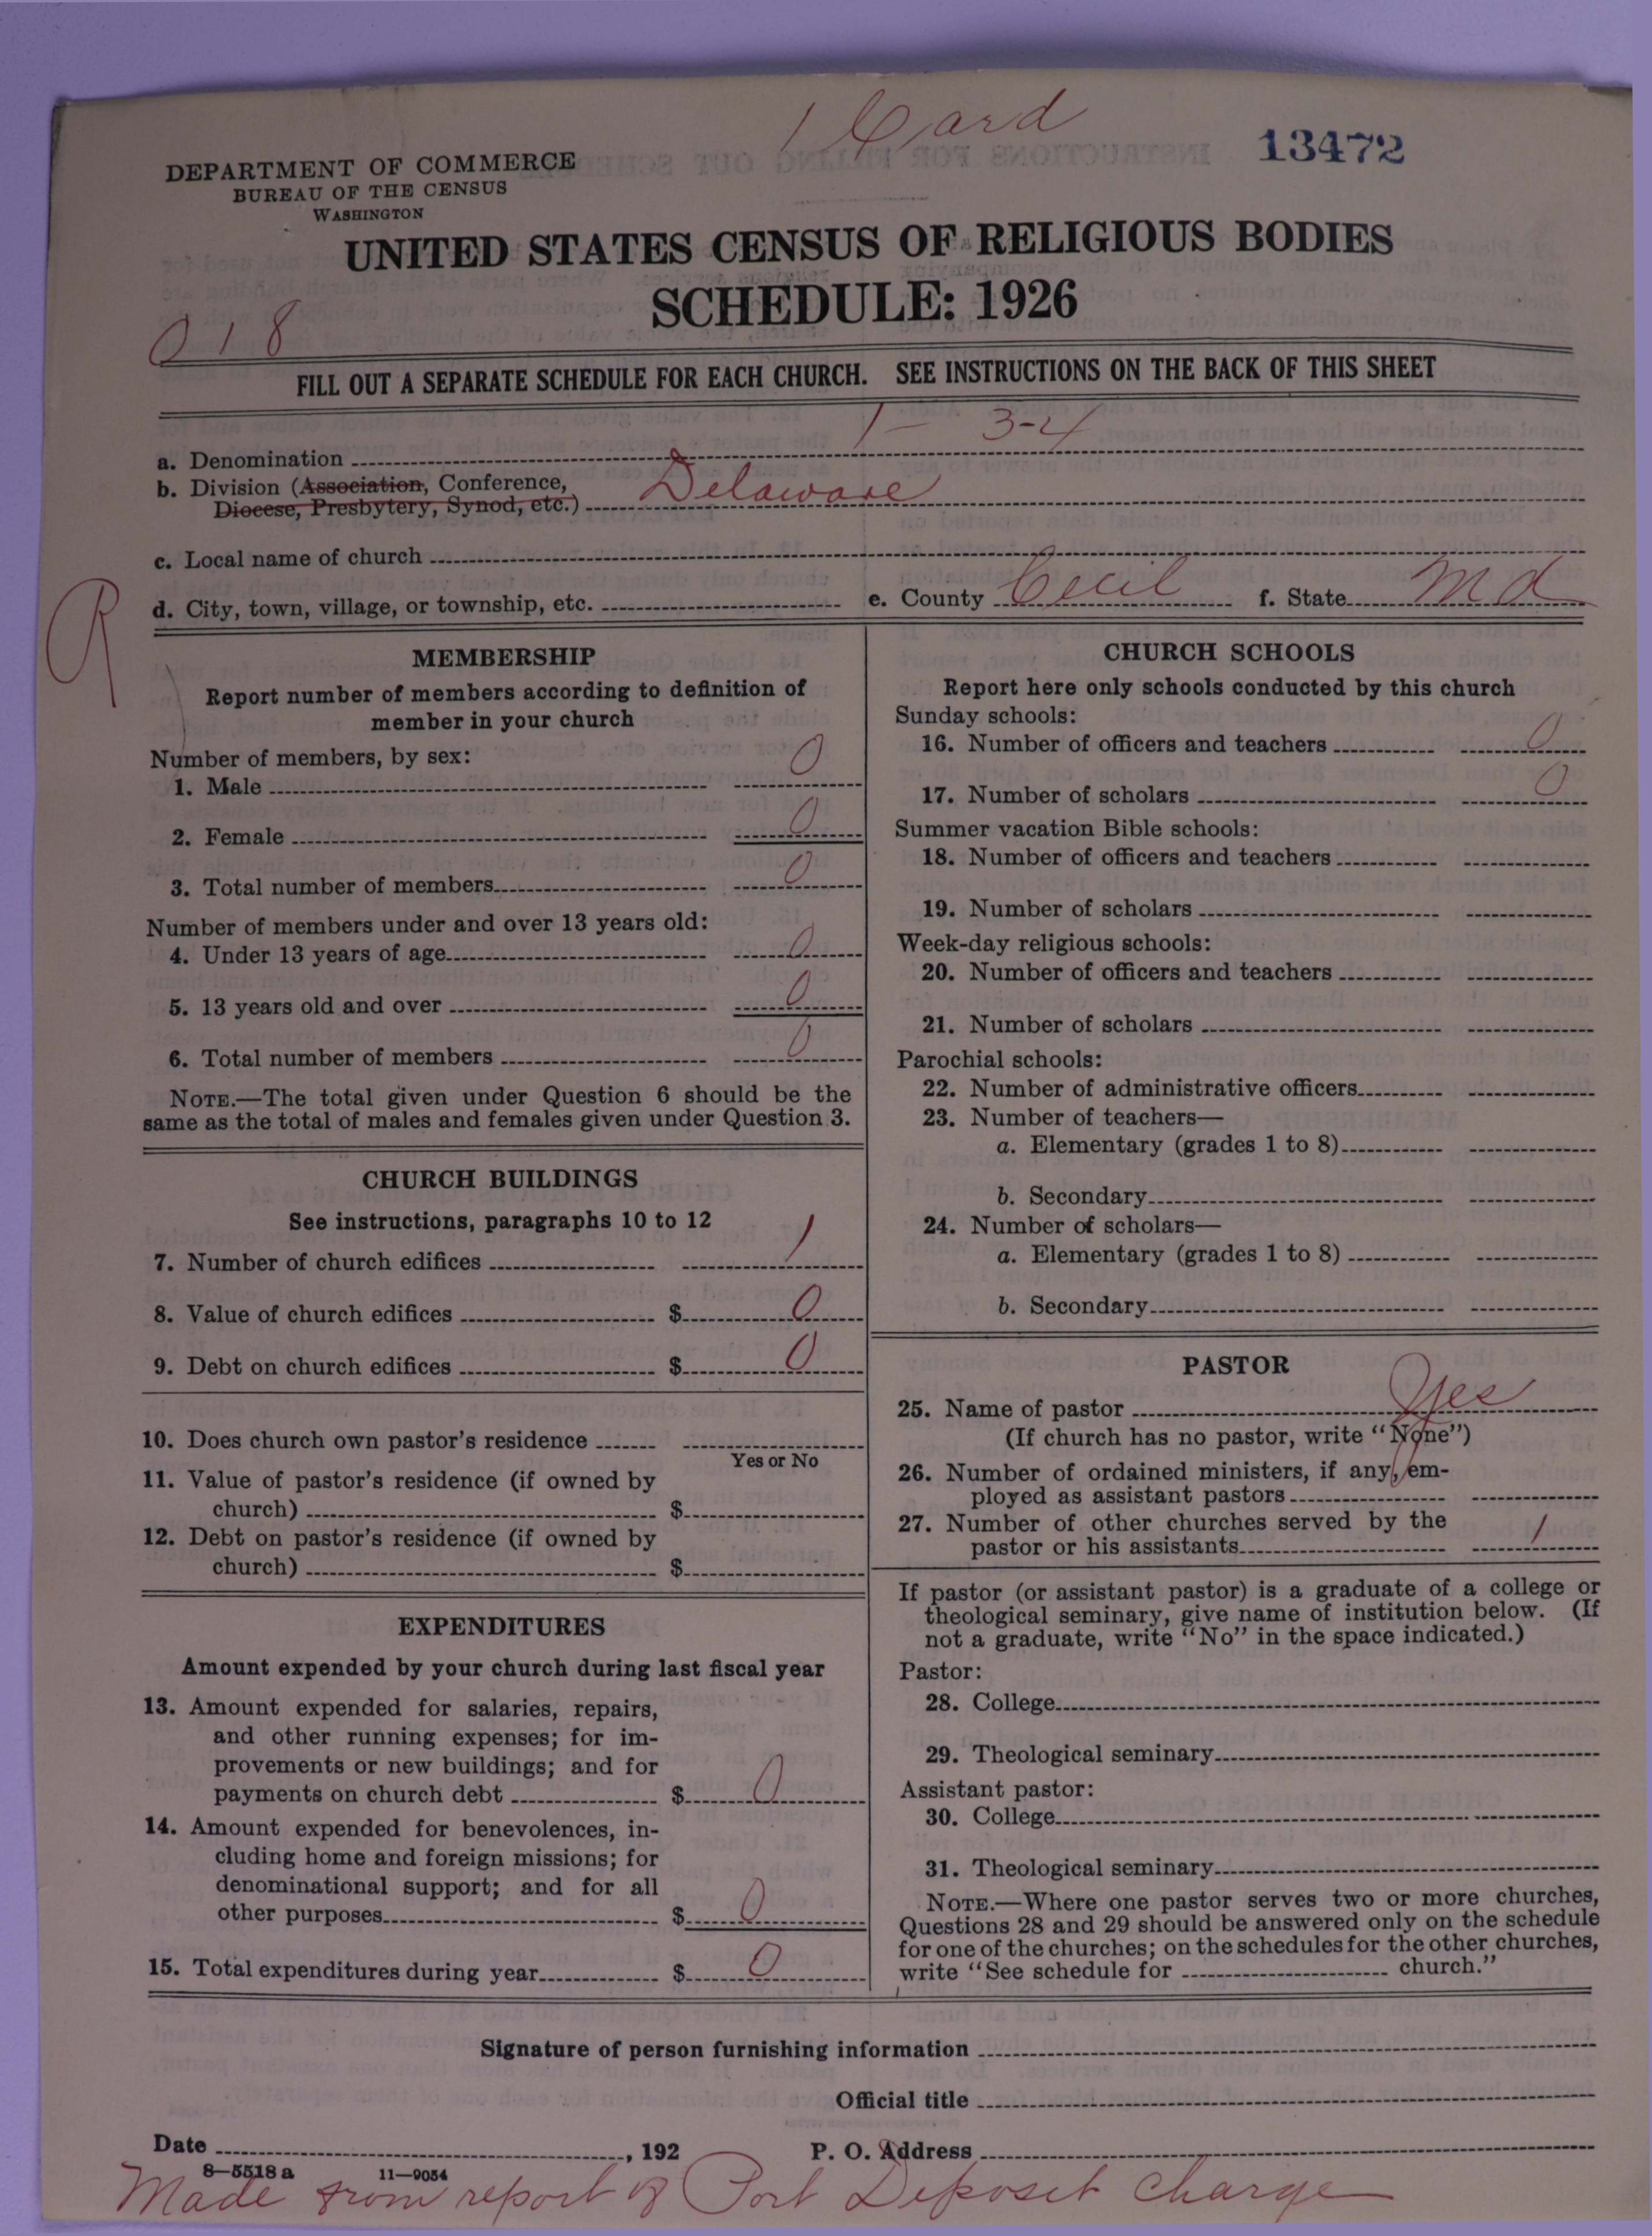 1 Card
13472
DEPARTMENT OF COMMERCE
BUREAU OF THE CENSUS
WASHINGTON
UNITED STATES CENSUS OF RELIGIOUS BODIES
SCHEDULE: 1926
018
FILL OUT A SEPARATE SCHEDULE FOR EACH CHURCH. SEE INSTRUCTIONS ON THE BACK OF THIS SHEET
1- 3-4
a. Denomination
b. Division (Association, Conference,
Diocese, Presbytery, Synod, etc.) Delaware
c. Local name of church
R
d. City, town, village, or township, etc. e. County Cecil f. State Md
MEMBERSHIP
Report number of members according to definition of
member in your church
Number of members, by sex:
1. Male 0
2. Female 0
3. Total number of members 0
Number of members under and over 13 years old:
4. Under 13 years of age 0
5. 13 years old and over 0
6. Total number of members 0
NOTE.—The total given under Question 6 should be the
same as the total of males and females given under Question 3.
CHURCH BUILDINGS
See instructions, paragraphs 10 to 12
7. Number of church edifices 1
8. Value of church edifices $ 0
9. Debt on church edifices $ 0
10. Does church own pastor's residence
Yes or No
11. Value of pastor's residence (if owned by
church) $
12. Debt on pastor's residence (if owned by
church) $
EXPENDITURES
Amount expended by your church during last fiscal year
13. Amount expended for salaries, repairs,
and other running expenses; for im-
provements or new buildings; and for
payments on church debt $ 0
14. Amount expended for benevolences, in-
cluding home and foreign missions; for
denominational support; and for all
other purposes $ 0
15. Total expenditures during year $ 0
CHURCH SCHOOLS
Report here only schools conducted by this church
Sunday schools:
16. Number of officers and teachers 0
17. Number of scholars 0
Summer vacation Bible schools:
18. Number of officers and teachers
19. Number of scholars
Week-day religious schools:
20. Number of officers and teachers
21. Number of scholars
Parochial schools:
22. Number of administrative officers
23. Number of teachers—
a. Elementary (grades 1 to 8)
b. Secondary
24. Number of scholars—
a. Elementary (grades 1 to 8)
b. Secondary
PASTOR
25. Name of pastor Yes
(If church has no pastor, write "None")
26. Number of ordained ministers, if any, em-
ployed as assistant pastors
27. Number of other churches served by the
pastor or his assistants 1
If pastor (or assistant pastor) is a graduate of a college or
theological seminary, give name of institution below. (If
not a graduate, write "No" in the space indicated.)
Pastor:
28. College
29. Theological seminary
Assistant pastor:
30. College
31. Theological seminary
NOTE.—Where one pastor serves two or more churches,
Questions 28 and 29 should be answered only on the schedule
for one of the churches; on the schedules for the other churches,
write "See schedule for church."
Signature of person furnishing information
Official title
Date , 192 P. O. Address
8—5518 a 11—9054
Made from report of Port Deposit Charge